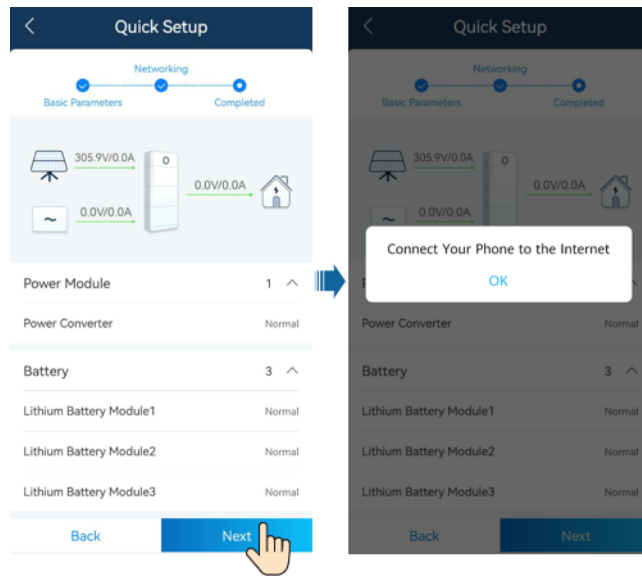 Quick Setup
Networking
Basic Parameters Completed
305.9V/0.0A
0.0V/0.0A
0.0V/0.0A
Power Module 1
Power Converter Normal
Battery 3
Lithium Battery Module1 Normal
Lithium Battery Module2 Normal
Lithium Battery Module3 Normal
Back Next
Quick Setup
Networking
Basic Parameters Completed
305.9V/0.0A
0.0V/0.0A
0.0V/0.0A
Connect Your Phone to the Internet
OK
Power Converter Normal
Battery 3
Lithium Battery Module1 Normal
Lithium Battery Module2 Normal
Lithium Battery Module3 Normal
Back Next